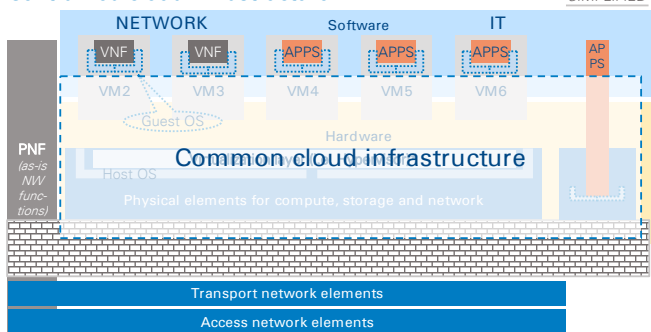 NETWORK
Software
IT
VNF
VNF
APPS
APPS
APPS
AP
PS
VM2
VM3
VM4
VM5
VM6
Guest OS
Hardware
PNF
(as-is
NW
func-
tions)
Common cloud infrastructure
Host OS
Physical elements for compute, storage and network
Transport network elements
Access network elements